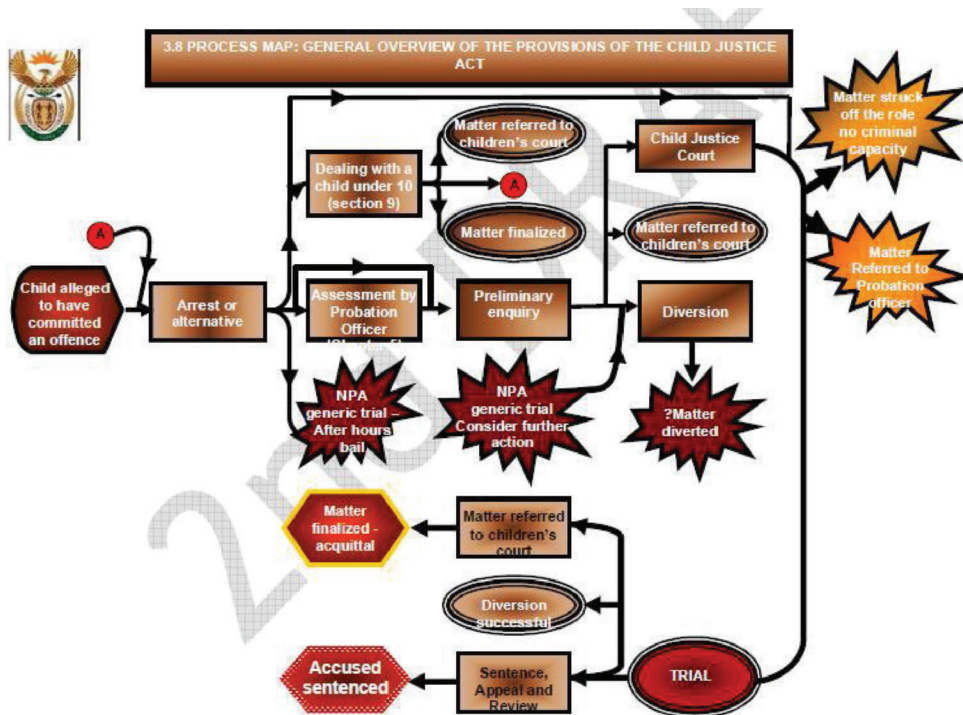 3.8 PROCESS MAP: GENERAL OVERVIEW OF THE PROVISIONS OF THE CHILD JUSTICE
ACT
Matter struck
off the role
no criminal
capacity
Matter referred to
children's court
Child Justice
Court
Dealing with a
child under 10
(section 9)
A
Matter finalized
Matter referred to
children's court
A
Matter
Referred to
Probation
officer
Child alleged
to have
committed
an offence
Arrest or
alternative
Assessment by
Probation
Officer
Preliminary
enquiry
Diversion
NPA
generic trial –
After hours
bail
NPA
generic trial
Consider further
action
?Matter
diverted
Matter
finalized -
acquittal
Matter referred
to children's
court
Diversion
successful
Accused
sentenced
Sentence,
Appeal and
Review
TRIAL